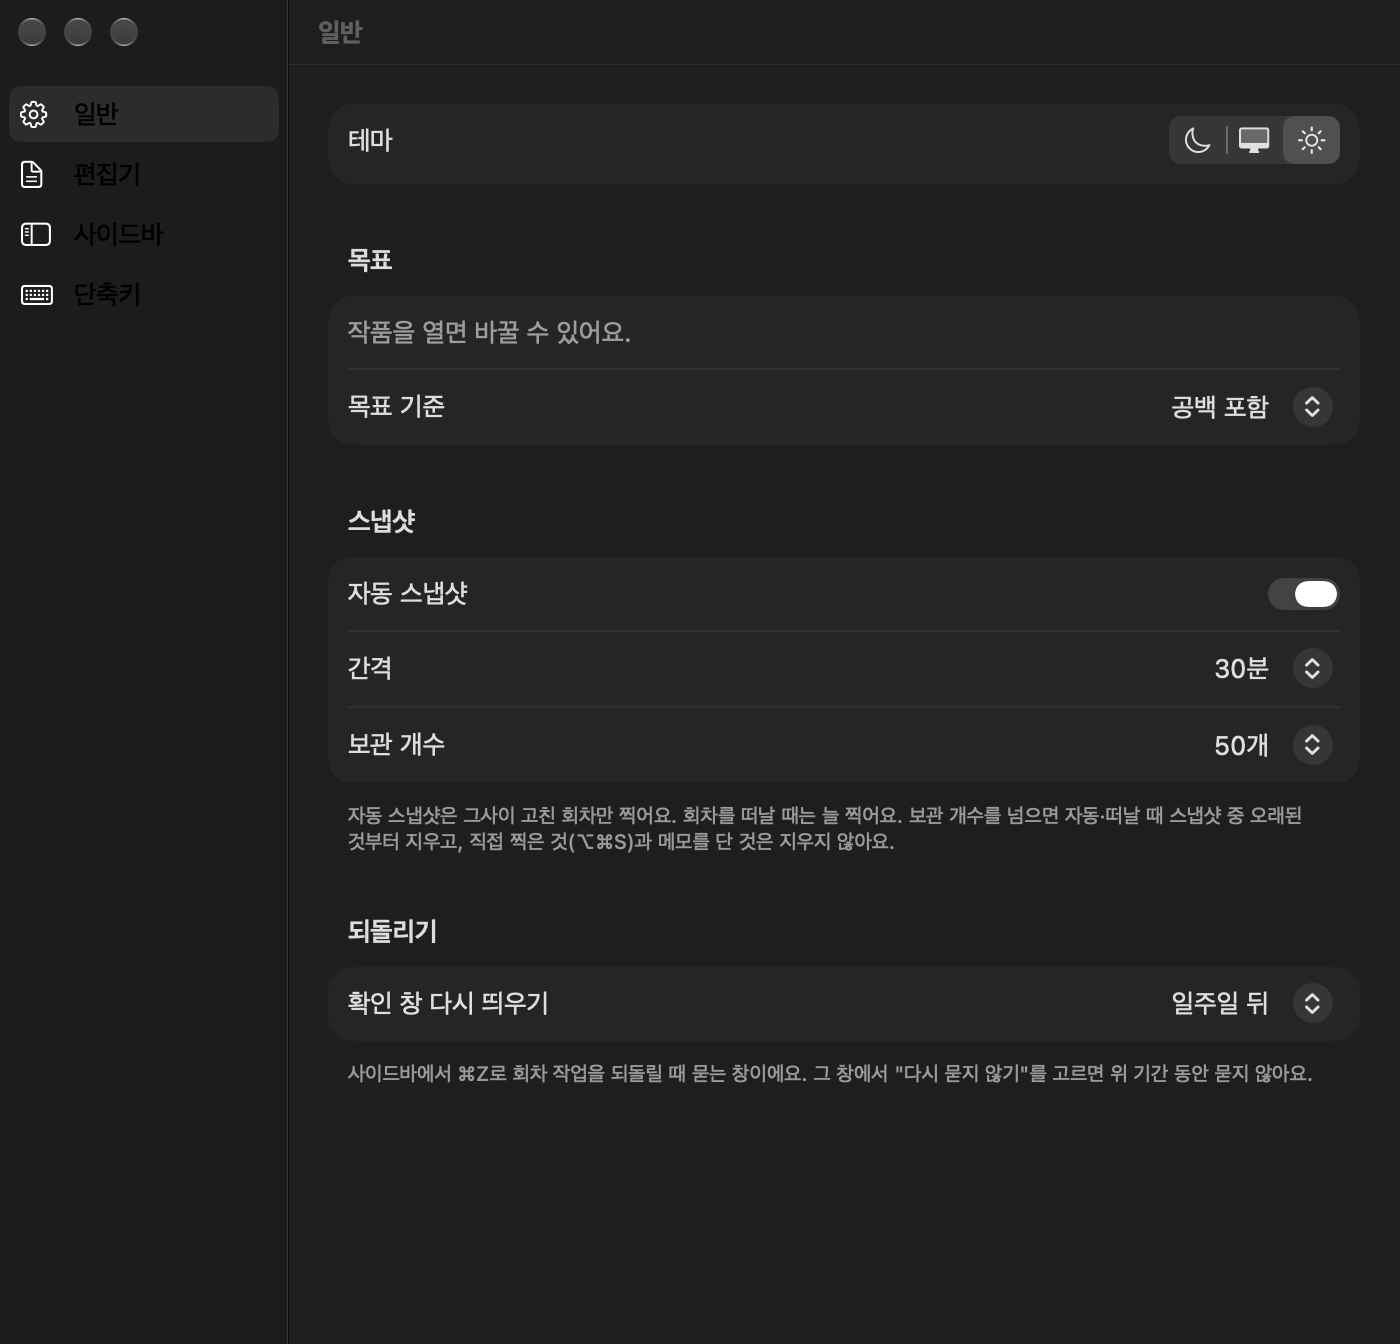 일반
일반
편집기
사이드바
단축키
테마
목표
작품을 열면 바꿀 수 있어요.
목표 기준 공백 포함
스냅샷
자동 스냅샷
간격 30분
보관 개수 50개
자동 스냅샷은 그사이 고친 회차만 찍어요. 회차를 떠날 때는 늘 찍어요. 보관 개수를 넘으면 자동·떠날 때 스냅샷 중 오래된
것부터 지우고, 직접 찍은 것(⌥⌘S)과 메모를 단 것은 지우지 않아요.
되돌리기
확인 창 다시 띄우기 일주일 뒤
사이드바에서 ⌘Z로 회차 작업을 되돌릴 때 묻는 창이에요. 그 창에서 "다시 묻지 않기"를 고르면 위 기간 동안 묻지 않아요.